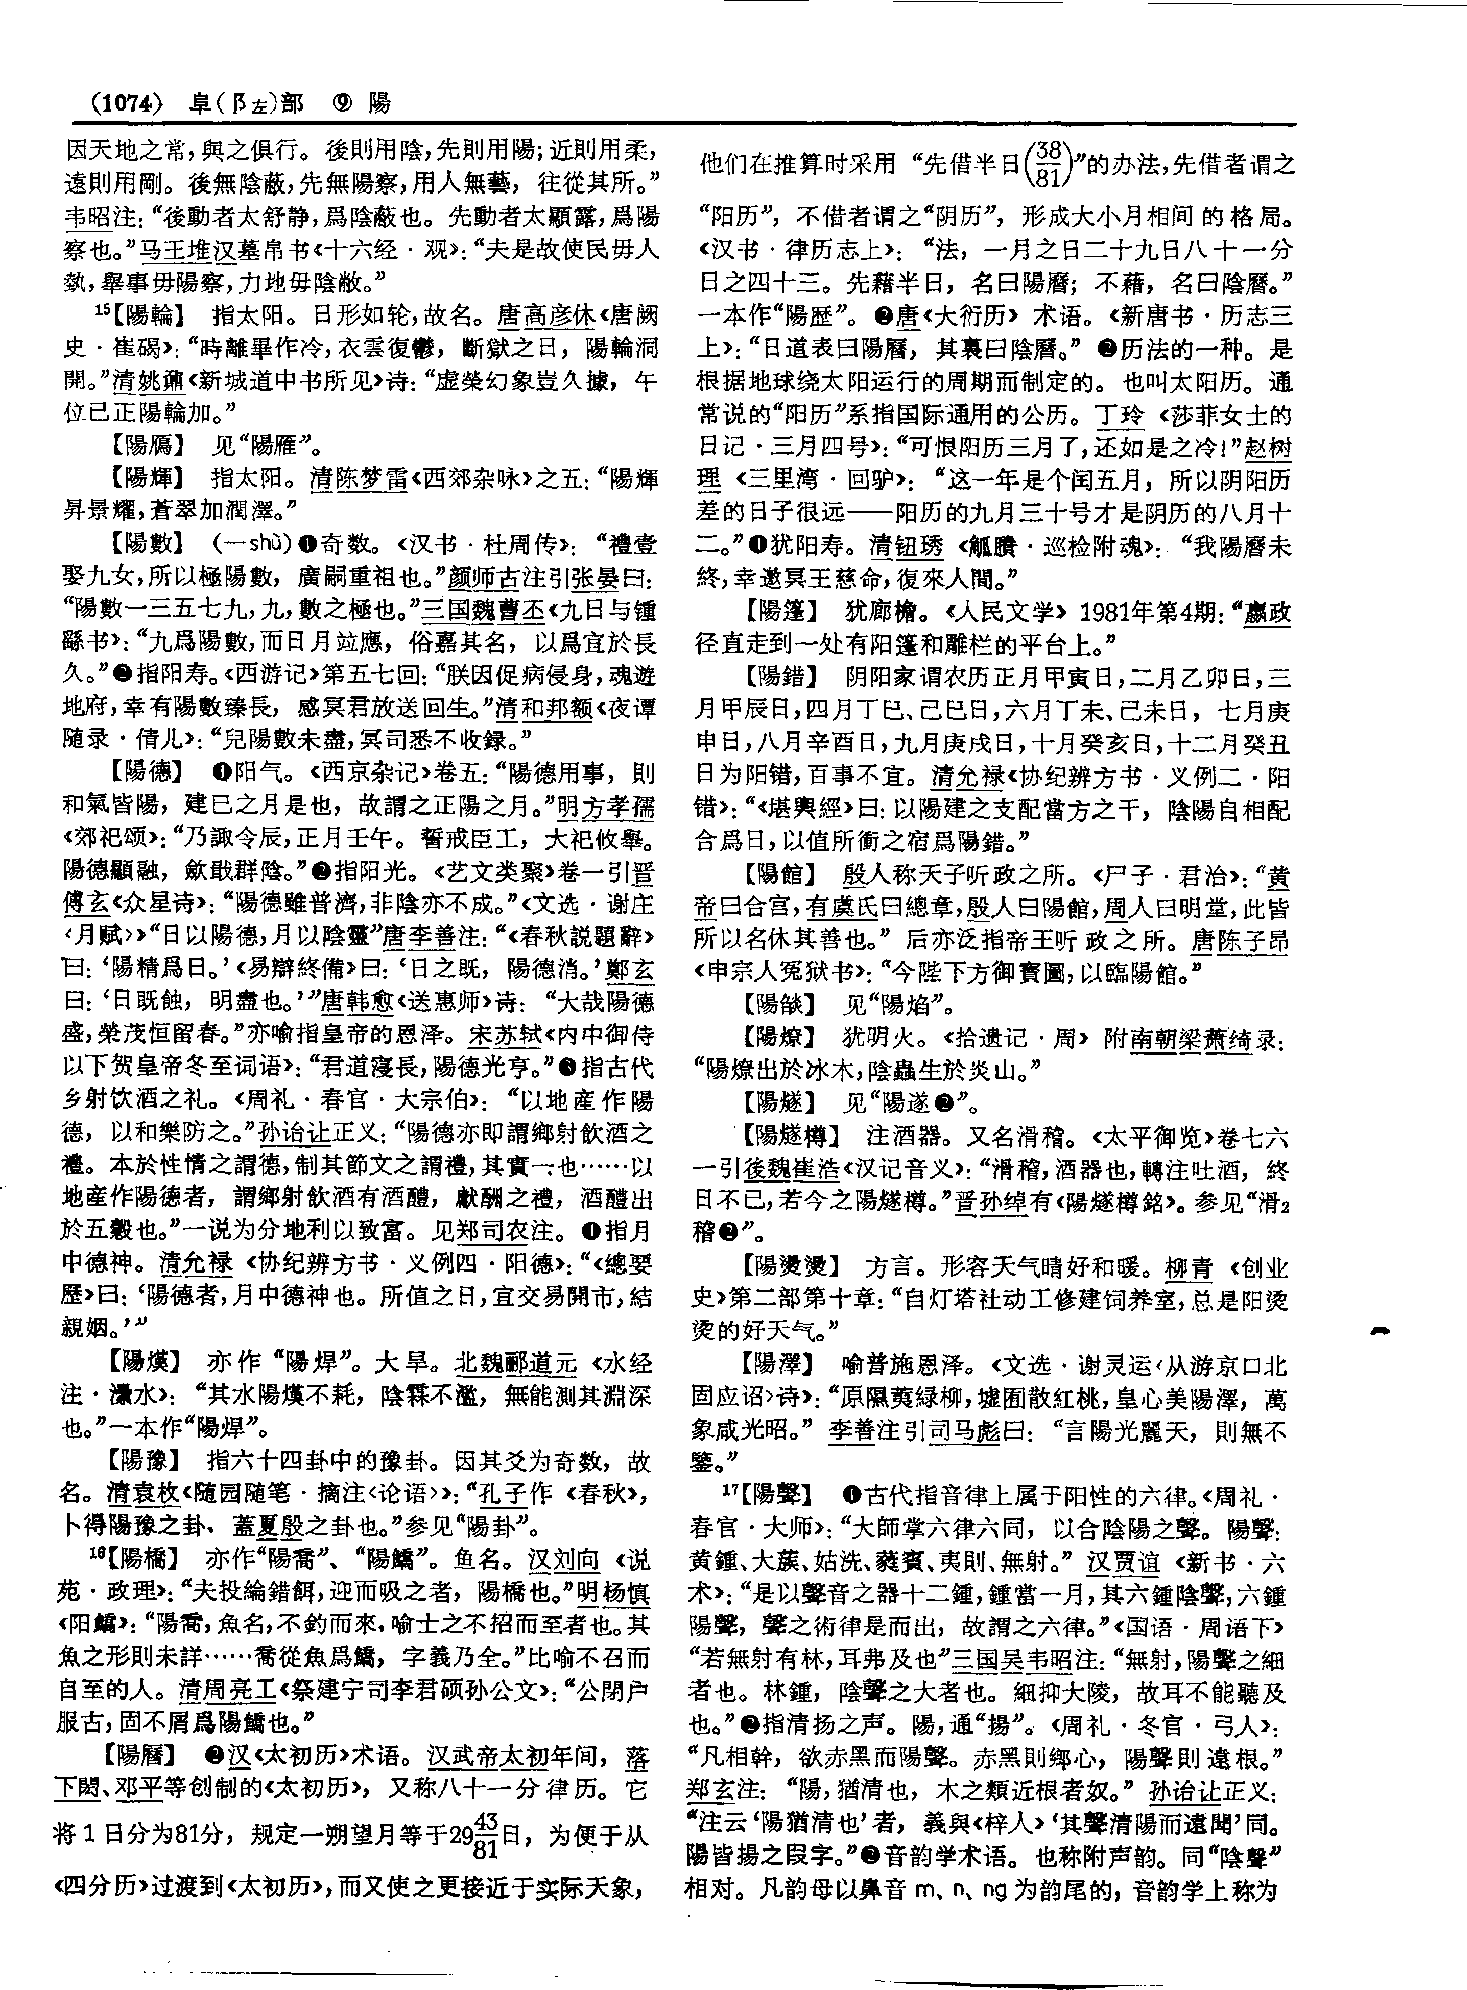 (1074) 阜(阝左)部 ⑨ 陽
因天地之常，與之俱行。後則用陰，先則用陽；近則用柔，
遠則用剛。後無陰蔽，先無陽察，用人無藝，往從其所。”
韦昭注：“後動者太舒静，爲陰蔽也。先動者太顯露，爲陽
察也。”马王堆汉墓帛书《十六经·观》：“夫是故使民毋人
埶，舉事毋陽察，力地毋陰敝。”
15【陽輪】 指太阳。日形如轮，故名。唐高彦休《唐阙
史·崔碣》：“時離畢作冷，衣雲復鬱，斷獄之日，陽輪洞
開。”清姚鼐《新城道中书所见》诗：“虚榮幻象豈久據，午
位已正陽輪加。”
【陽鴈】 见“陽雁”。
【陽輝】 指太阳。清陈梦雷《西郊杂咏》之五：“陽輝
昇景耀，蒼翠加潤澤。”
【陽數】 (一shù)❶奇数。《汉书·杜周传》：“禮壹
娶九女，所以極陽數，廣嗣重祖也。”颜师古注引张晏曰：
“陽數一三五七九，九，數之極也。”三国魏曹丕《九日与锺
繇书》：“九爲陽數，而日月竝應，俗嘉其名，以爲宜於長
久。”❷指阳寿。《西游记》第五七回：“朕因促病侵身，魂遊
地府，幸有陽數臻長，感冥君放送回生。”清和邦额《夜谭
随录·倩儿》：“兒陽數未盡，冥司悉不收録。”
【陽德】 ❶阳气。《西京杂记》卷五：“陽德用事，則
和氣皆陽，建巳之月是也，故謂之正陽之月。”明方孝孺
《郊祀颂》：“乃諏令辰，正月壬午。誓戒臣工，大祀攸舉。
陽德顯融，歛戢群陰。”❷指阳光。《艺文类聚》卷一引晋
傅玄《众星诗》：“陽德雖普濟，非陰亦不成。”《文选·谢庄
〈月赋〉》“日以陽德，月以陰靈”唐李善注：“《春秋説題辭》
曰：‘陽精爲日。’《易辯終備》曰：‘日之既，陽德消。’鄭玄
曰：‘日既蝕，明盡也。’”唐韩愈《送惠师》诗：“大哉陽德
盛，榮茂恒留春。”亦喻指皇帝的恩泽。宋苏轼《内中御侍
以下贺皇帝冬至词语》：“君道寖長，陽德光亨。”❸指古代
乡射饮酒之礼。《周礼·春官·大宗伯》：“以地産作陽
德，以和樂防之。”孙诒让正义：“陽德亦即謂鄉射飲酒之
禮。本於性情之謂德，制其節文之謂禮，其實一也……以
地産作陽德者，謂鄉射飲酒有酒醴，獻酬之禮，酒醴出
於五穀也。”一说为分地利以致富。见郑司农注。❹指月
中德神。清允禄《协纪辨方书·义例四·阳德》：“《總要
歷》曰：‘陽德者，月中德神也。所值之日，宜交易開市，結
親姻。’”
【陽熯】 亦作“陽焊”。大旱。北魏郦道元《水经
注·瀙水》：“其水陽熯不耗，陰霖不濫，無能測其淵深
也。”一本作“陽焊”。
【陽豫】 指六十四卦中的豫卦。因其爻为奇数，故
名。清袁枚《随园随笔·摘注〈论语〉》：“孔子作《春秋》，
卜得陽豫之卦，蓋夏殷之卦也。”参见“陽卦”。
16【陽橋】 亦作“陽喬”、“陽鱎”。鱼名。汉刘向《说
苑·政理》：“夫投綸錯餌，迎而吸之者，陽橋也。”明杨慎
《阳鱎》：“陽喬，魚名，不釣而來，喻士之不招而至者也。其
魚之形則未詳……喬從魚爲鱎，字義乃全。”比喻不召而
自至的人。清周亮工《祭建宁司李君硕孙公文》：“公閉户
服古，固不屑爲陽鱎也。”
【陽曆】 ❷汉《太初历》术语。汉武帝太初年间，落
下閎、邓平等创制的《太初历》，又称八十一分律历。它
将1日分为81分，规定一朔望月等于29 43/81日，为便于从
《四分历》过渡到《太初历》，而又使之更接近于实际天象，
他们在推算时采用“先借半日(38/81)”的办法，先借者谓之
“阳历”，不借者谓之“阴历”，形成大小月相间的格局。
《汉书·律历志上》：“法，一月之日二十九日八十一分
日之四十三。先藉半日，名曰陽曆；不藉，名曰陰曆。”
一本作“陽歷”。❷唐《大衍历》术语。《新唐书·历志三
上》：“日道表曰陽曆，其裏曰陰曆。”❷历法的一种。是
根据地球绕太阳运行的周期而制定的。也叫太阳历。通
常说的“阳历”系指国际通用的公历。丁玲《莎菲女士的
日记·三月四号》：“可恨阳历三月了，还如是之冷！”赵树
理《三里湾·回驴》：“这一年是个闰五月，所以阴阳历
差的日子很远——阳历的九月三十号才是阴历的八月十
二。”❹犹阳寿。清钮琇《觚賸·巡检附魂》：“我陽曆未
終，幸邀冥王慈命，復來人間。”
【陽篷】 犹廊檐。《人民文学》1981年第4期：“嬴政
径直走到一处有阳篷和雕栏的平台上。”
【陽錯】 阴阳家谓农历正月甲寅日，二月乙卯日，三
月甲辰日，四月丁巳、己巳日，六月丁未、己未日，七月庚
申日，八月辛酉日，九月庚戌日，十月癸亥日，十二月癸丑
日为阳错，百事不宜。清允禄《协纪辨方书·义例二·阳
错》：“《堪輿經》曰：以陽建之支配當方之干，陰陽自相配
合爲日，以值所衝之宿爲陽錯。”
【陽館】 殷人称天子听政之所。《尸子·君治》：“黄
帝曰合宫，有虞氏曰總章，殷人曰陽館，周人曰明堂，此皆
所以名休其善也。”后亦泛指帝王听政之所。唐陈子昂
《申宗人冤狱书》：“今陛下方御寶圖，以臨陽館。”
【陽燄】 见“陽焰”。
【陽燎】 犹明火。《拾遗记·周》附南朝梁萧绮录：
“陽燎出於冰木，陰蟲生於炎山。”
【陽燧】 见“陽遂❷”。
【陽燧樽】 注酒器。又名滑稽。《太平御览》卷七六
一引後魏崔浩《汉记音义》：“滑稽，酒器也，轉注吐酒，終
日不已，若今之陽燧樽。”晋孙绰有《陽燧樽銘》。参见“滑2
稽❷”。
【陽燙燙】 方言。形容天气晴好和暖。柳青《创业
史》第二部第十章：“自灯塔社动工修建饲养室，总是阳烫
烫的好天气。”
【陽澤】 喻普施恩泽。《文选·谢灵运〈从游京口北
固应诏〉诗》：“原隰荑緑柳，墟囿散紅桃，皇心美陽澤，萬
象咸光昭。”李善注引司马彪曰：“言陽光麗天，則無不
鑒。”
17【陽聲】 ❶古代指音律上属于阳性的六律。《周礼·
春官·大师》：“大師掌六律六同，以合陰陽之聲。陽聲：
黄鍾、大蔟、姑洗、蕤賓、夷則、無射。”汉贾谊《新书·六
术》：“是以聲音之器十二鍾，鍾當一月，其六鍾陰聲，六鍾
陽聲，聲之術律是而出，故謂之六律。”《国语·周语下》
“若無射有林，耳弗及也”三国吴韦昭注：“無射，陽聲之細
者也。林鍾，陰聲之大者也。細抑大陵，故耳不能聽及
也。”❷指清扬之声。陽，通“揚”。《周礼·冬官·弓人》：
“凡相幹，欲赤黑而陽聲。赤黑則鄉心，陽聲則遠根。”
郑玄注：“陽，猶清也，木之類近根者奴。”孙诒让正义：
“注云‘陽猶清也’者，義與《梓人》‘其聲清陽而遠聞’同。
陽皆揚之叚字。”❷音韵学术语。也称附声韵。同“陰聲”
相对。凡韵母以鼻音m、n、ng为韵尾的，音韵学上称为